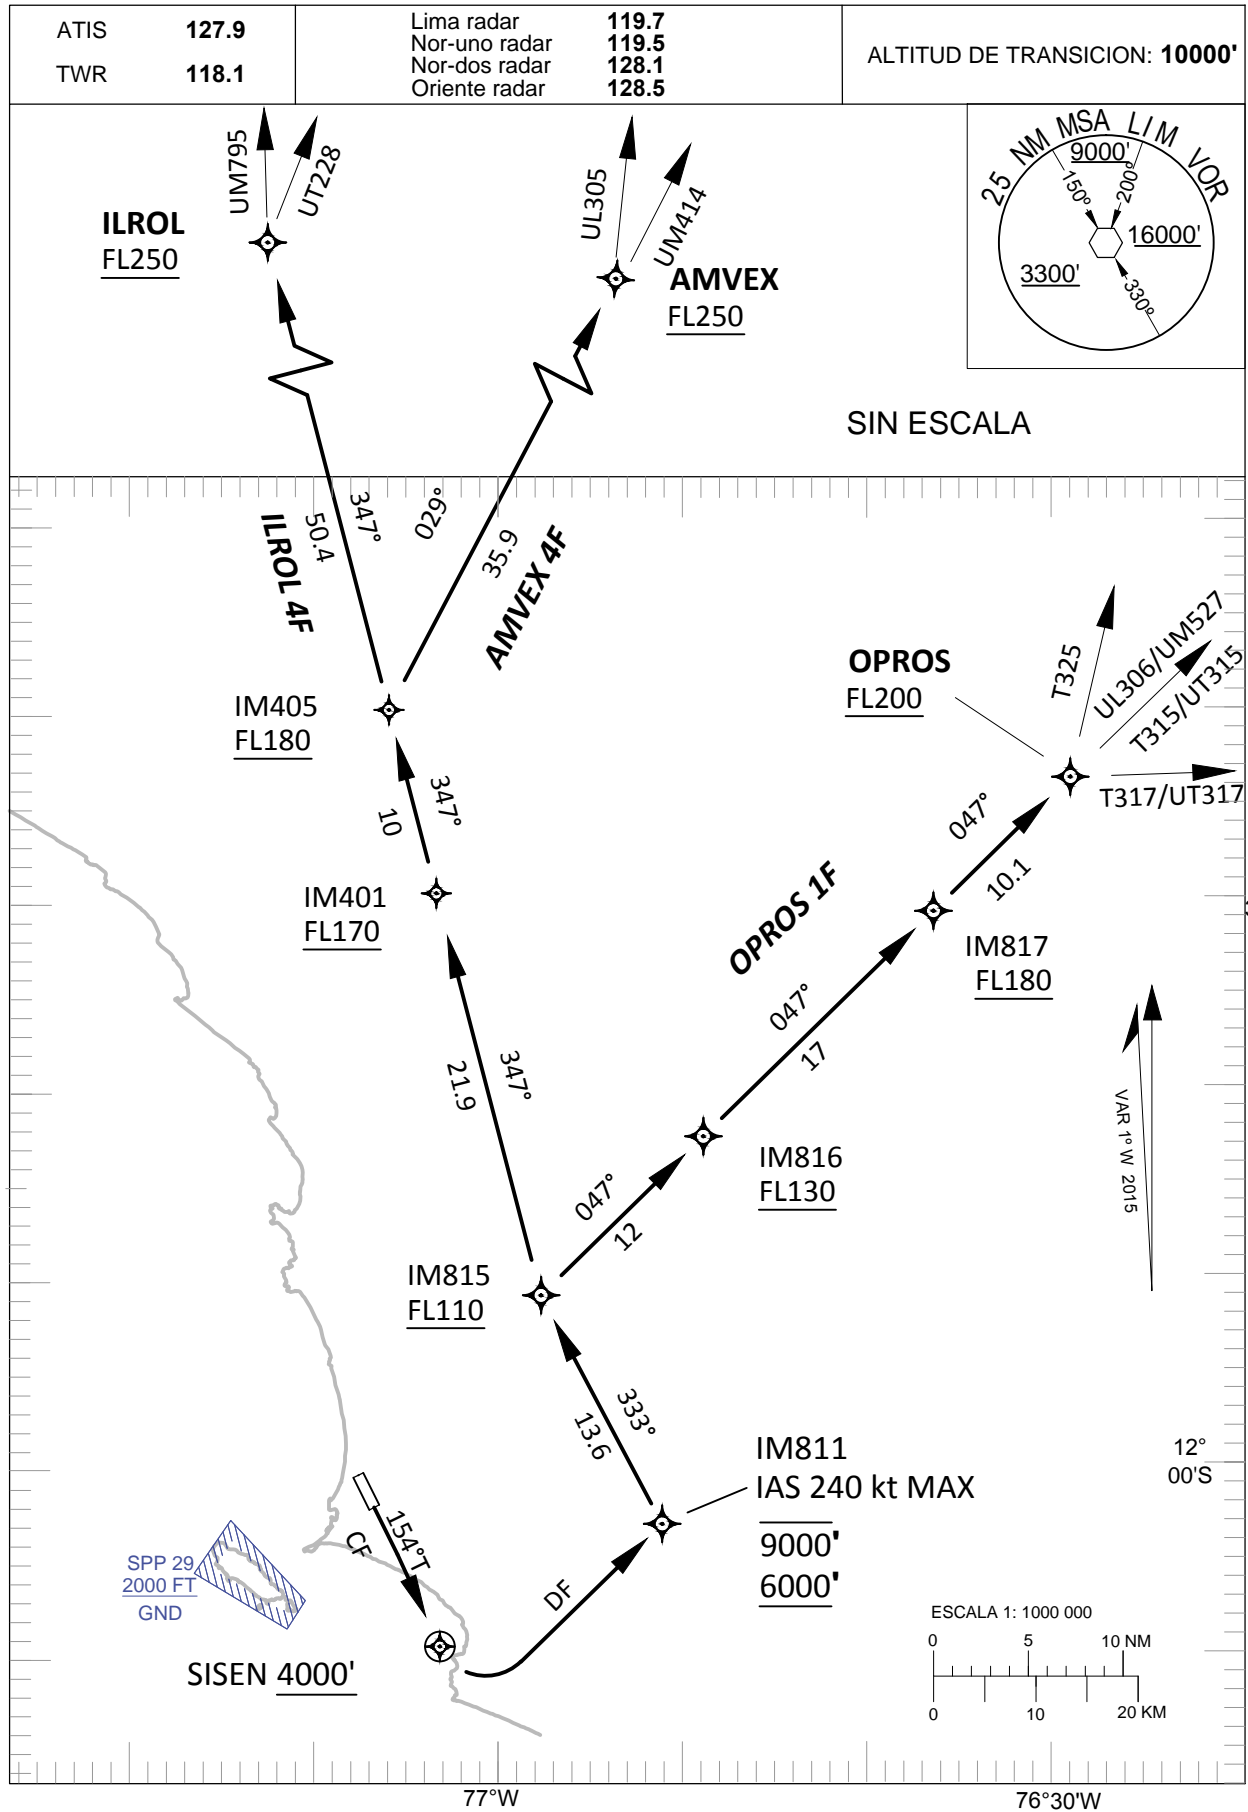 ATIS 127.9
TWR 118.1
Lima radar 119.7
Nor-uno radar 119.5
Nor-dos radar 128.1
Oriente radar 128.5
ALTITUD DE TRANSICION: 10000'
25 NM MSA LIM VOR
9000'
150°
200°
16000'
3300'
330°
UM795
UT228
ILROL
FL250
UL305
UM414
AMVEX
FL250
SIN ESCALA
347°
50.4
ILROL 4F
029°
35.9
AMVEX 4F
IM405
FL180
OPROS
FL200
T325
UL306/UM527
T315/UT315
T317/UT317
347°
10
047°
10.1
IM401
FL170
OPROS 1F
IM817
FL180
047°
17
347°
21.9
VAR 1° W 2015
IM816
FL130
047°
12
IM815
FL110
333°
13.6
IM811
IAS 240 kt MAX
9000'
6000'
12°
00'S
154°T
CF
DF
SPP 29
2000 FT
GND
SISEN 4000'
ESCALA 1: 1000 000
0 5 10 NM
0 10 20 KM
77°W
76°30'W